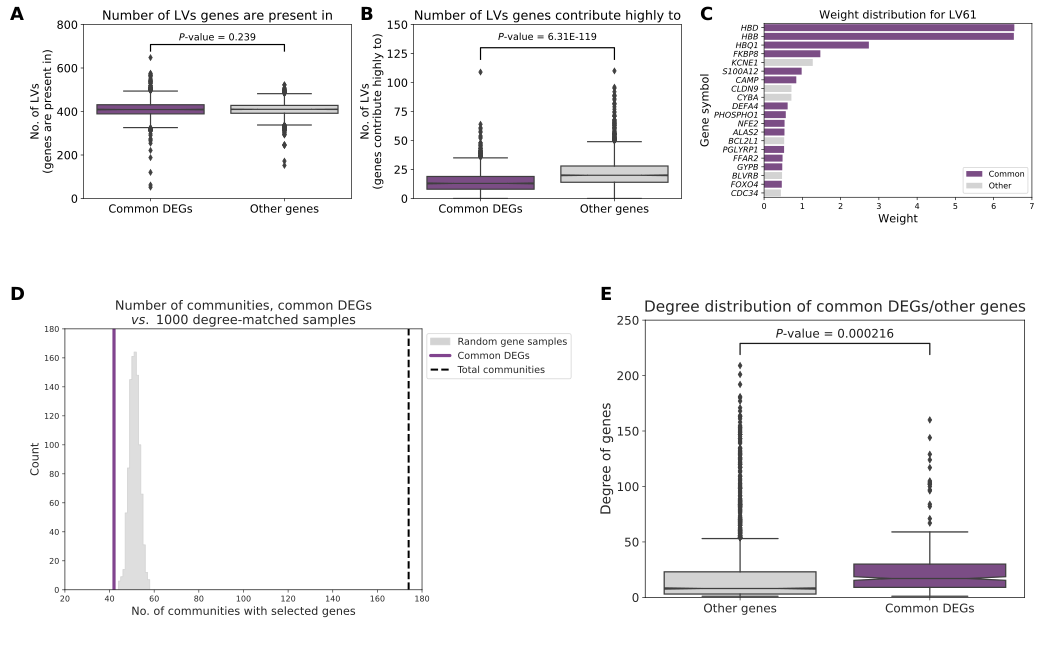 A
Number of LVs genes are present in
P-value = 0.239
No. of LVs
(genes are present in)
800
600
400
200
0
Common DEGs
Other genes
B
Number of LVs genes contribute highly to
P-value = 6.31E-119
No. of LVs
(genes contribute highly to)
150
125
100
75
50
25
0
Common DEGs
Other genes
C
Weight distribution for LV61
Gene symbol
HBD
HBB
HBQ1
FKBP8
KCNE1
S100A12
CAMP
CLDN9
CYBA
DEFA4
PHOSPHO1
NFE2
ALAS2
BCL2L1
PGLYRP1
FFAR2
GYPB
BLVRB
FOXO4
CDC34
Common
Other
0 1 2 3 4 5 6 7
Weight
D
Number of communities, common DEGs
vs. 1000 degree-matched samples
Count
180
160
140
120
100
80
60
40
20
0
20 40 60 80 100 120 140 160 180
No. of communities with selected genes
Random gene samples
Common DEGs
Total communities
E
Degree distribution of common DEGs/other genes
P-value = 0.000216
Degree of genes
250
200
150
100
50
0
Other genes
Common DEGs